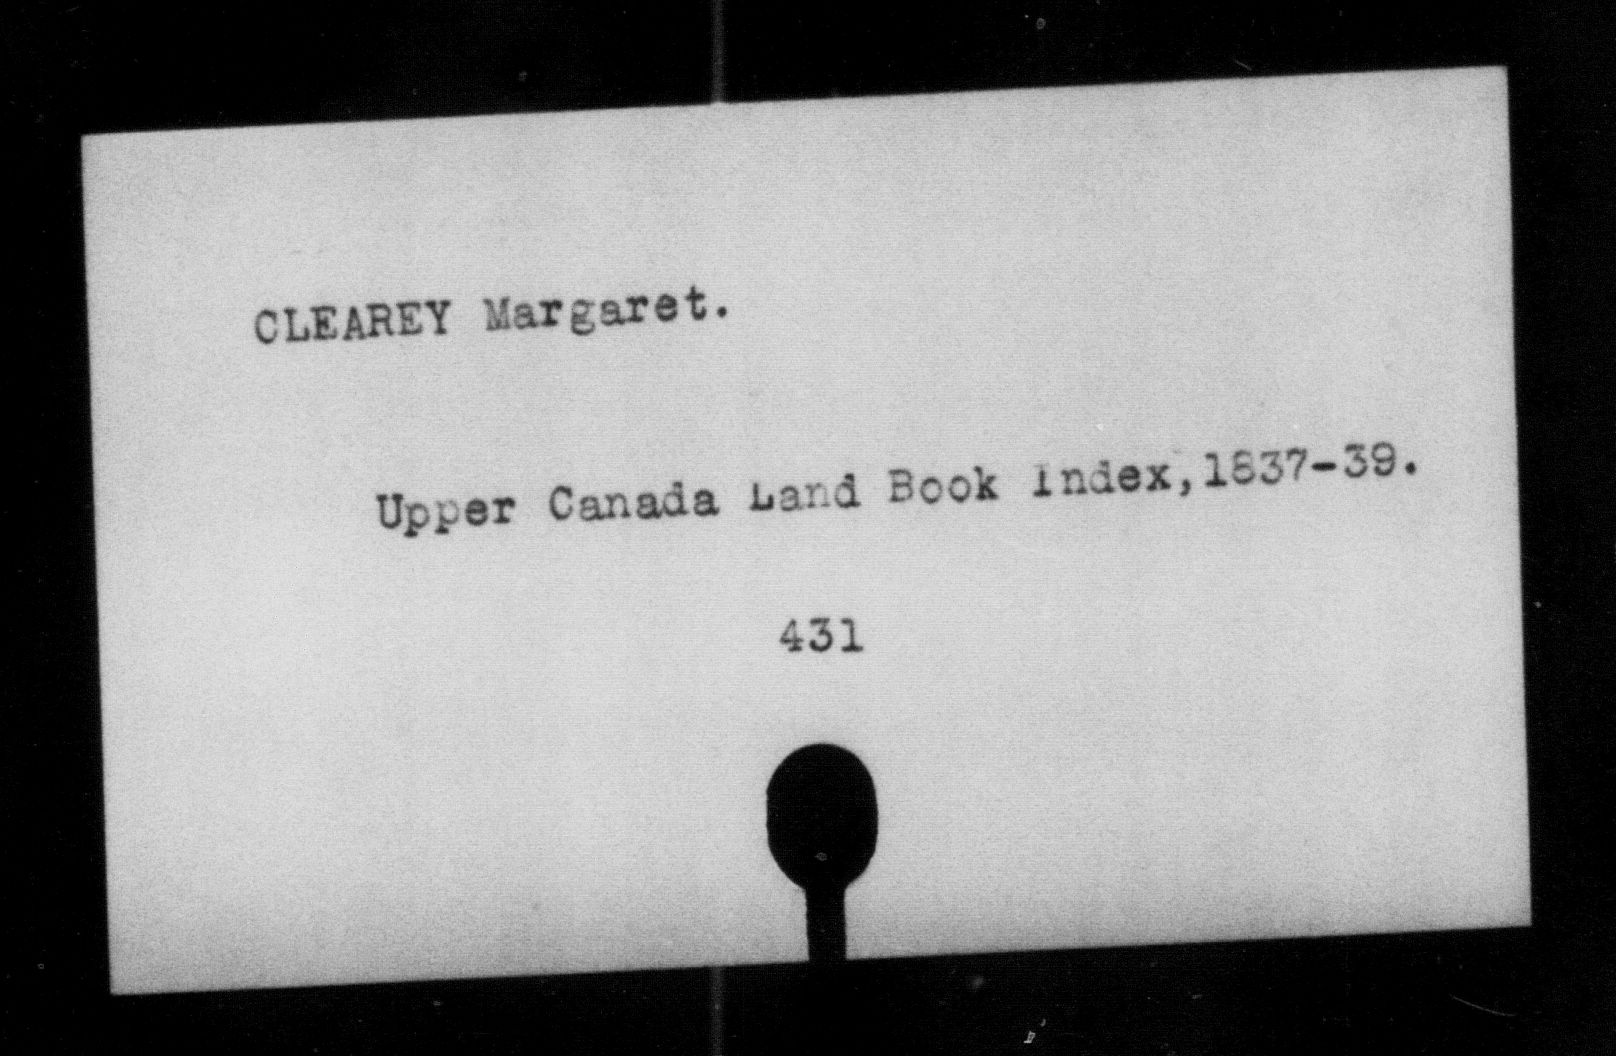 CLEAREY Margaret.
Upper Canada Land Book Index,1837-39.
431